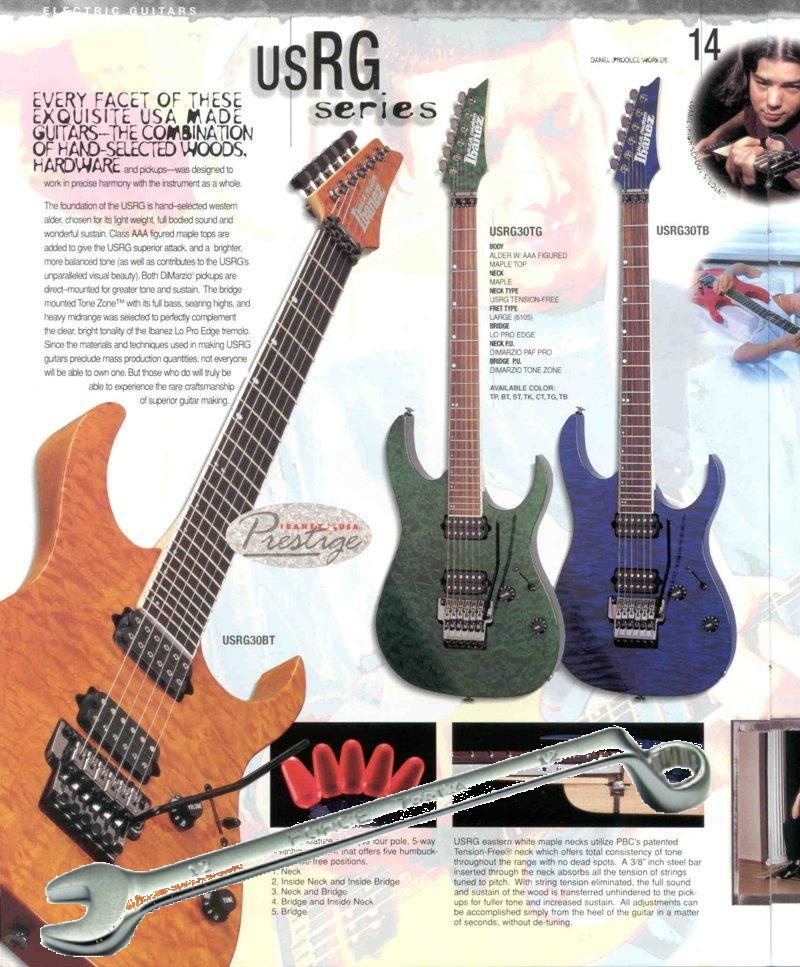 ELECTRIC GUITARS
USRG
series
14
DANIEL (PRODUCE WORKER)
EVERY FACET OF THESE
EXQUISITE USA MADE
GUITARS—THE COMBINATION
OF HAND-SELECTED WOODS,
HARDWARE and pickups—was designed to
work in precise harmony with the instrument as a whole.
The foundation of the USRG is hand-selected western
alder, chosen for its light weight, full bodied sound and
wonderful sustain. Class AAA figured maple tops are
added to give the USRG superior attack, and a brighter,
more balanced tone (as well as contributes to the USRG's
unparalleled visual beauty). Both DiMarzio® pickups are
direct-mounted for greater tone and sustain. The bridge
mounted Tone Zone™ with its full bass, searing highs, and
heavy midrange was selected to perfectly complement
the clear, bright tonality of the Ibanez Lo Pro Edge tremolo.
Since the materials and techniques used in making USRG
guitars preclude mass production quantities, not everyone
will be able to own one. But those who do will truly be
able to experience the rare craftsmanship
of superior guitar making.
Ibanez
Ibanez
Ibanez
USRG30TG
BODY
ALDER W/ AAA FIGURED
MAPLE TOP
NECK
MAPLE
NECK TYPE
USRG TENSION-FREE
FRET TYPE
LARGE (6105)
BRIDGE
LO PRO EDGE
NECK P.U.
DIMARZIO PAF PRO
BRIDGE P.U.
DIMARZIO TONE ZONE
AVAILABLE COLOR:
TP, BT, ST, TK, CT, TG, TB
USRG30TB
IBANEZ USA
Prestige
USRG30BT
VOLUME
TONE
four pole, 5-way
that offers five humbuck-
positions.
1. Neck
2. Inside Neck and Inside Bridge
3. Neck and Bridge
4. Bridge and Inside Neck
5. Bridge
USRG eastern white maple necks utilize PBC's patented
Tension-Free® neck which offers total consistency of tone
throughout the range with no dead spots. A 3/8" inch steel bar
inserted through the neck absorbs all the tension of strings
tuned to pitch. With string tension eliminated, the full sound
and sustain of the wood is transferred unhindered to the pick-
ups for fuller tone and increased sustain. All adjustments can
be accomplished simply from the heel of the guitar in a matter
of seconds, without de-tuning.
12
12